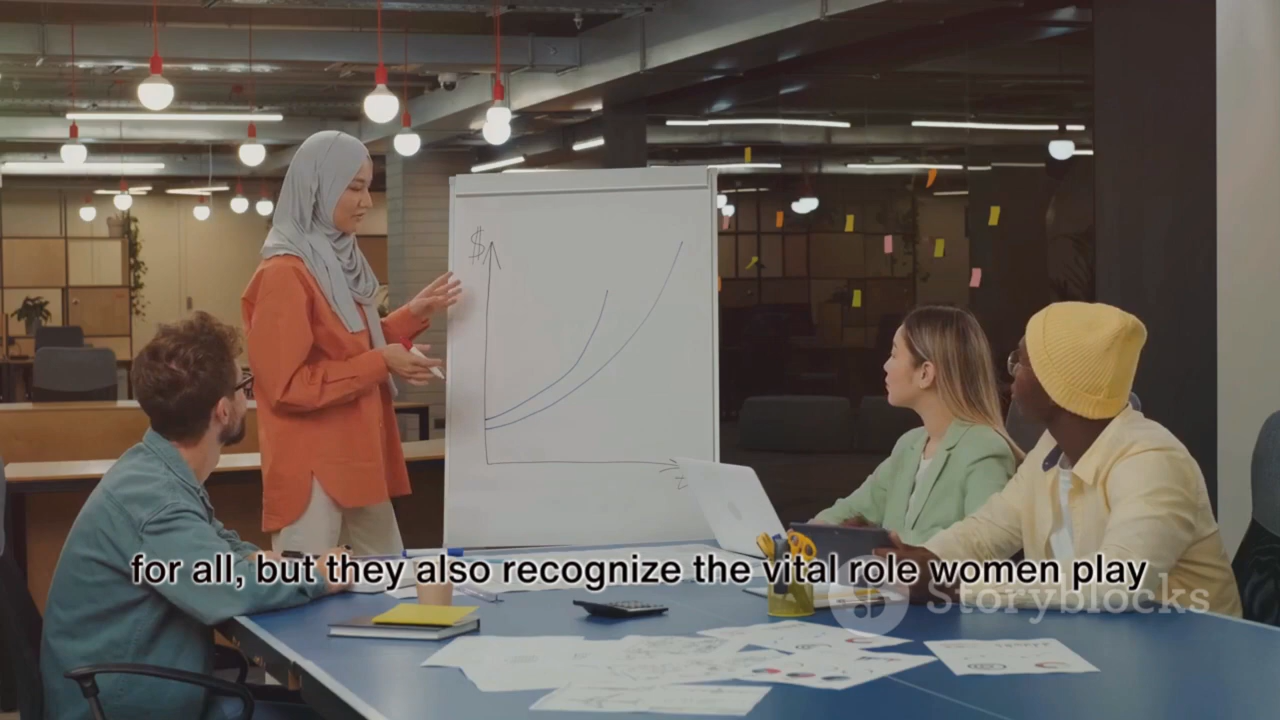 $
t
for all, but they also recognize the vital role women play
Storyblocks